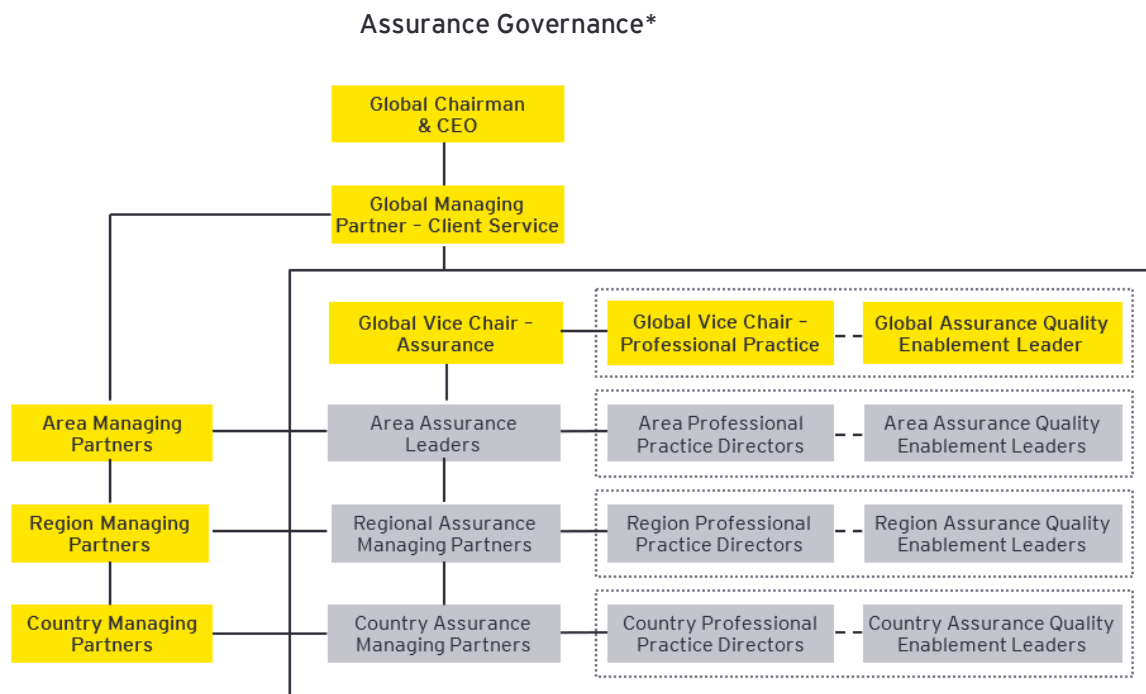 Assurance Governance*
Global Chairman
& CEO
Global Managing
Partner – Client Service
Global Vice Chair –
Assurance
Global Vice Chair –
Professional Practice
Global Assurance Quality
Enablement Leader
Area Managing
Partners
Area Assurance
Leaders
Area Professional
Practice Directors
Area Assurance Quality
Enablement Leaders
Region Managing
Partners
Regional Assurance
Managing Partners
Region Professional
Practice Directors
Region Assurance Quality
Enablement Leaders
Country Managing
Partners
Country Assurance
Managing Partners
Country Professional
Practice Directors
Country Assurance Quality
Enablement Leaders